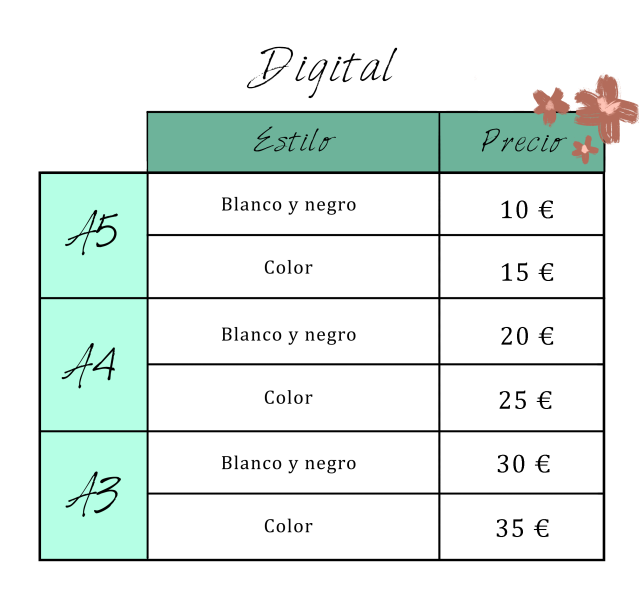 Digital
Estilo Precio
A5
Blanco y negro 10 €
Color 15 €
A4
Blanco y negro 20 €
Color 25 €
A3
Blanco y negro 30 €
Color 35 €